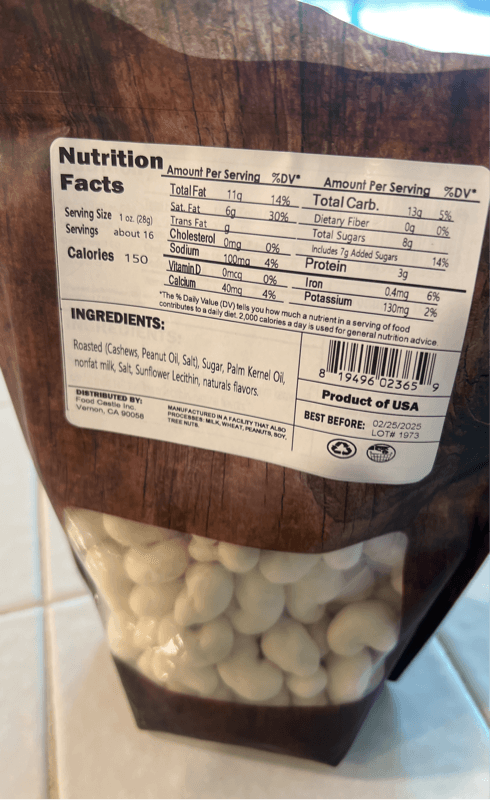 Nutrition Facts
Serving Size 1 oz. (28g)
Servings about 16
Calories 150
Amount Per Serving %DV*
Total Fat 11g 14%
Sat. Fat 6g 30%
Trans Fat g
Cholesterol 0mg 0%
Sodium 100mg 4%
Vitamin D 0mcg 0%
Calcium 40mg 4%
Amount Per Serving %DV*
Total Carb. 13g 5%
Dietary Fiber 0g 0%
Total Sugars 8g
Includes 7g Added Sugars 14%
Protein 3g
Iron 0.4mg 6%
Potassium 130mg 2%
*The % Daily Value (DV) tells you how much a nutrient in a serving of food
contributes to a daily diet. 2,000 calories a day is used for general nutrition advice
INGREDIENTS:
Roasted (Cashews, Peanut Oil, Salt), Sugar, Palm Kernel Oil,
nonfat milk, Salt, Sunflower Lecithin, naturals flavors.
DISTRIBUTED BY:
Food Castle Inc.
Vernon, CA 90058
MANUFACTURED IN A FACILITY THAT ALSO
PROCESSES: MILK, WHEAT, PEANUTS, SOY,
TREE NUTS
8 19496 02365 9
Product of USA
BEST BEFORE: 02/25/2025
LOT# 1973